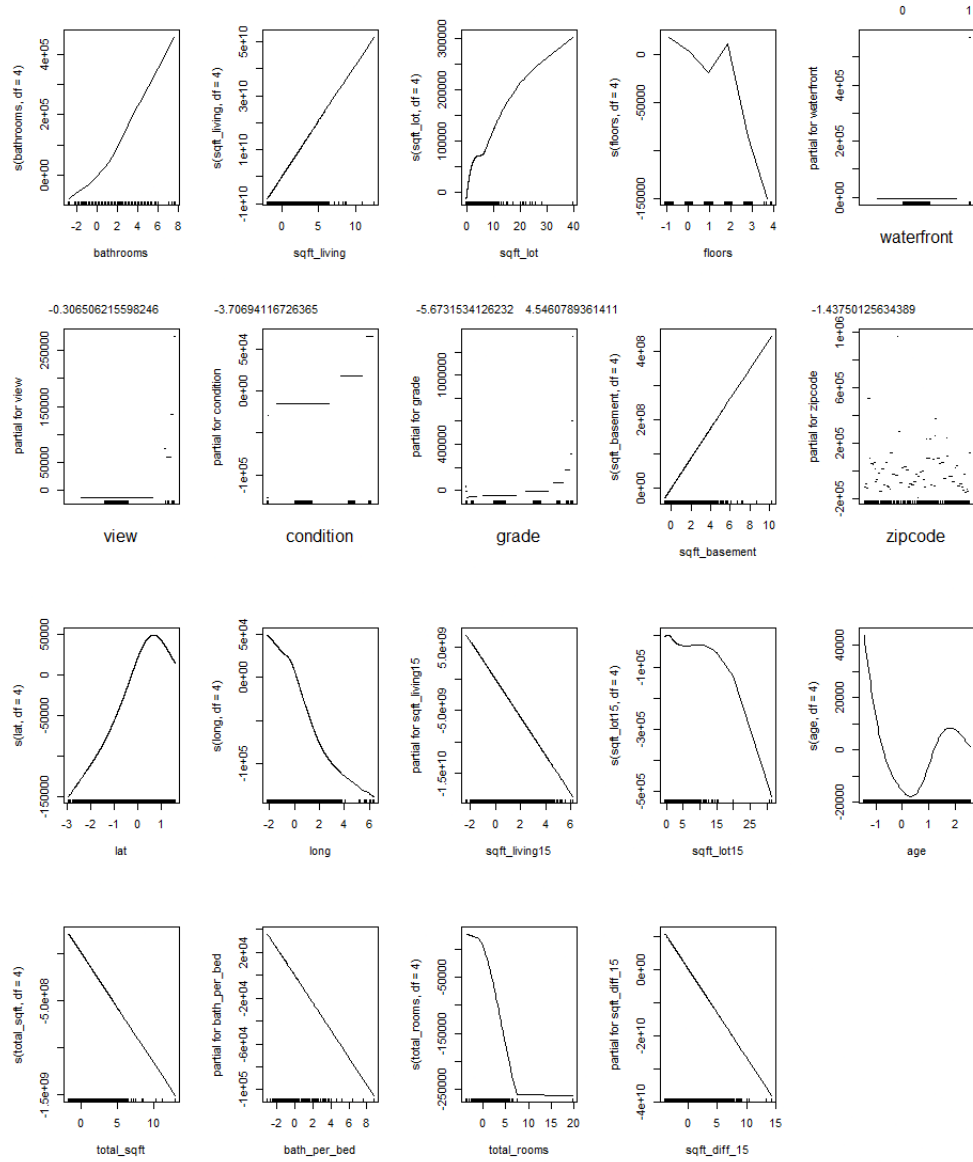 s(bathrooms, df = 4)
0e+00 2e+05 4e+05
-2 0 2 4 6 8
bathrooms
s(sqft_living, df = 4)
-1e+10 1e+10 3e+10 5e+10
0 5 10
sqft_living
s(sqft_lot, df = 4)
0 100000 200000 300000
0 10 20 30 40
sqft_lot
s(floors, df = 4)
-150000 -50000 0
-1 0 1 2 3 4
floors
0 1
partial for waterfront
0e+00 2e+05 4e+05 6e+05
waterfront
-0.306506215598246
partial for view
0 50000 150000 250000
view
-3.70694116726365
partial for condition
-1e+05 0e+00 5e+04
condition
-5.6731534126232 4.5460789361411
partial for grade
0 400000 1000000
grade
s(sqft_basement, df = 4)
0e+00 2e+08 4e+08
0 2 4 6 8 10
sqft_basement
-1.43750125634389
partial for zipcode
-2e+05 2e+05 6e+05 1e+06
zipcode
s(lat, df = 4)
-150000 -50000 0 50000
-3 -2 -1 0 1
lat
s(long, df = 4)
-1e+05 0e+00 5e+04
-2 0 2 4 6
long
partial for sqft_living15
-1.5e+10 -5.0e+09 5.0e+09
-2 0 2 4 6
sqft_living15
s(sqft_lot15, df = 4)
-5e+05 -3e+05 -1e+05
0 5 10 20 30
sqft_lot15
s(age, df = 4)
-20000 0 20000 40000
-1 0 1 2
age
s(total_sqft, df = 4)
-1.5e+09 -5.0e+08
0 5 10
total_sqft
partial for bath_per_bed
-1e+05 -6e+04 -2e+04 2e+04
-2 0 2 4 6 8
bath_per_bed
s(total_rooms, df = 4)
-250000 -150000 -50000
0 5 10 15 20
total_rooms
partial for sqft_diff_15
-4e+10 -2e+10 0e+00
0 5 10 15
sqft_diff_15